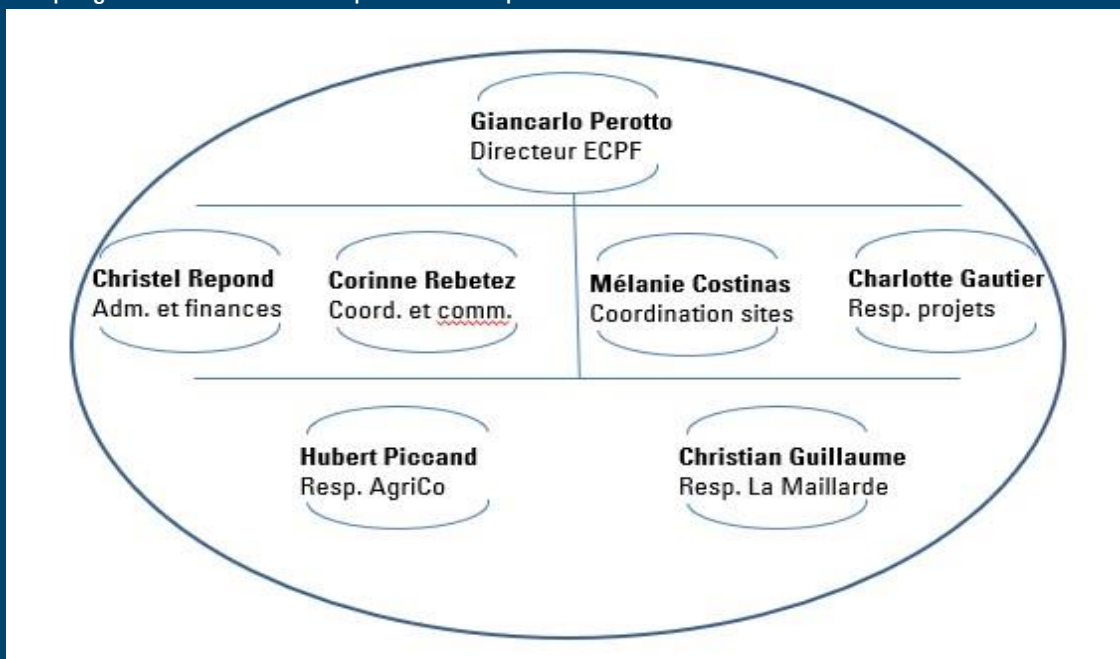 Giancarlo Perotto
Directeur ECPF
Christel Repond
Adm. et finances
Corinne Rebetez
Coord. et comm.
Mélanie Costinas
Coordination sites
Charlotte Gautier
Resp. projets
Hubert Piccand
Resp. AgriCo
Christian Guillaume
Resp. La Maillarde